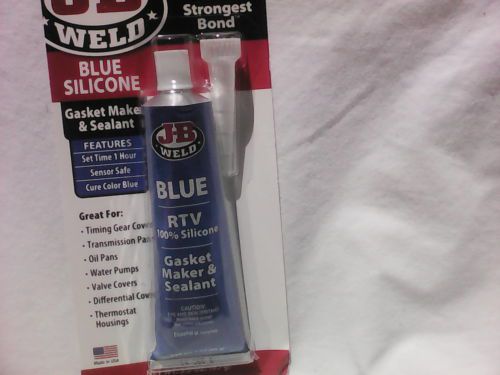 J-B
WELD
Strongest
Bond
BLUE
SILICONE
Gasket Make
& Sealant
FEATURES
Set Time 1 Hour
Sensor Safe
Cure Color Blue
Great For:
• Timing Gear Cove
• Transmission Pan
• Oil Pans
• Water Pumps
• Valve Covers
• Differential Cove
• Thermostat
Housings
Made in USA
J-B
WELD
BLUE
RTV
100% Silicone
Gasket
Maker &
Sealant
CAUTION: